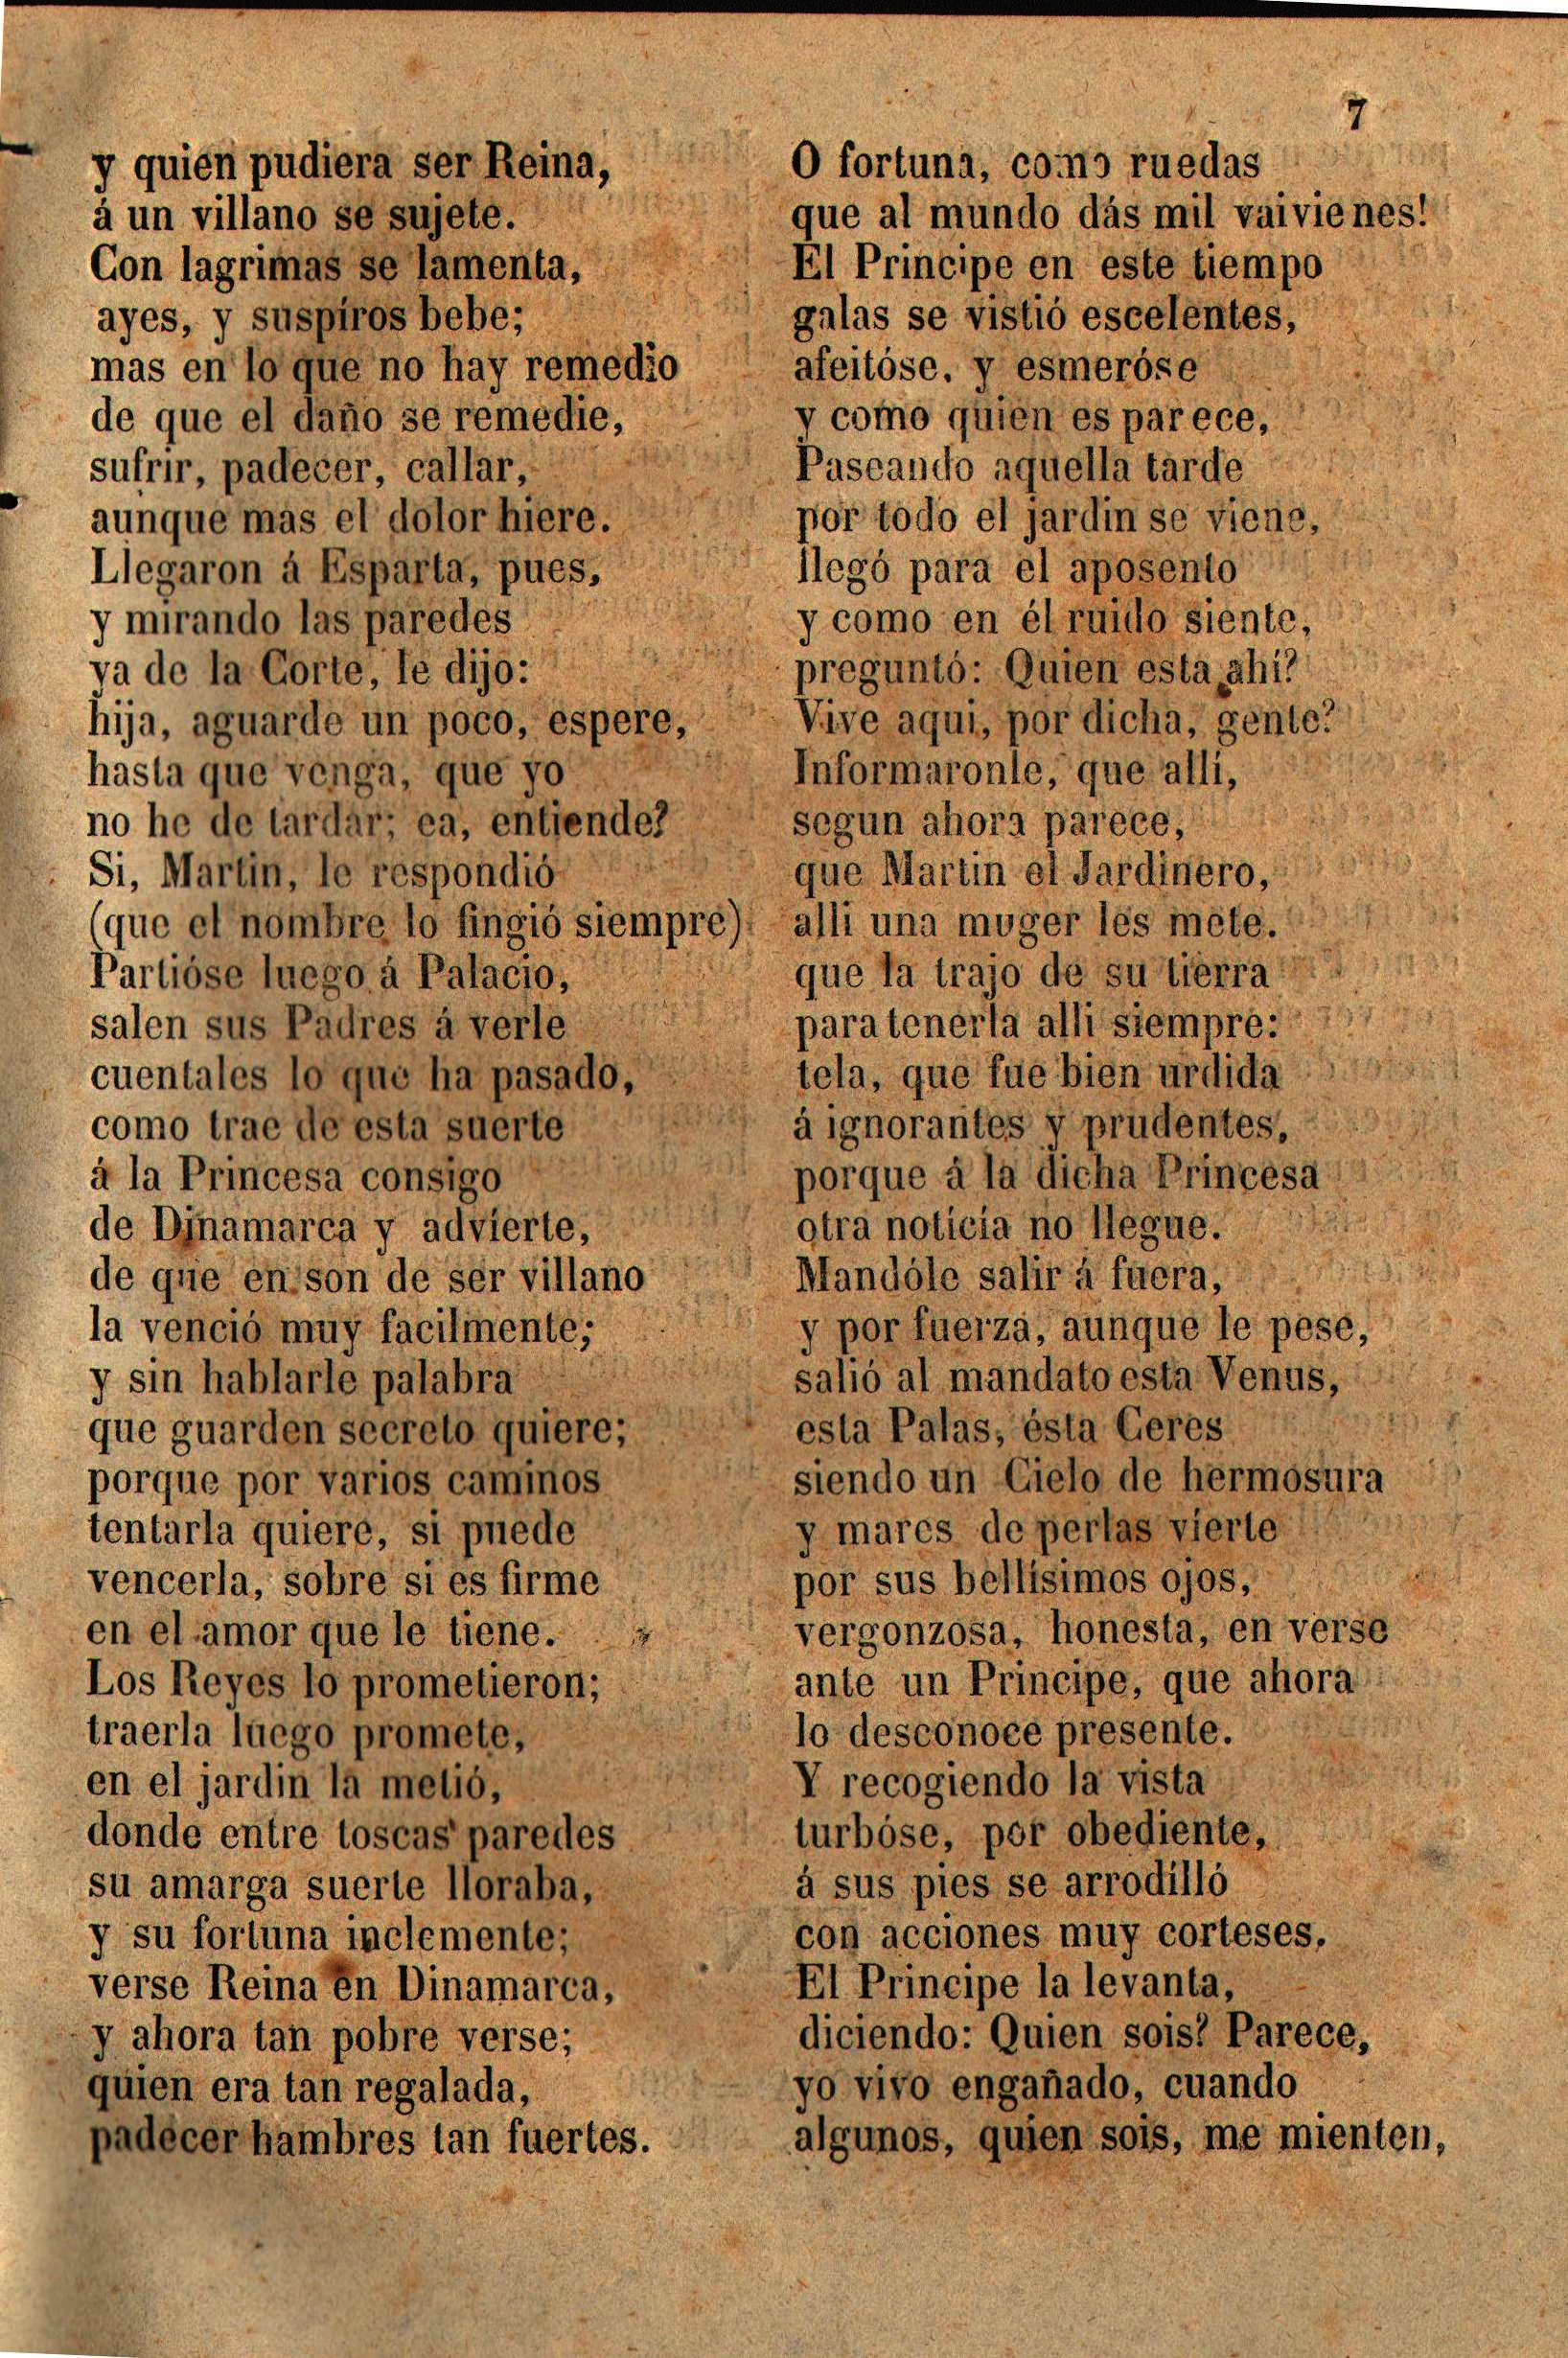 7
y quien pudiera ser Reina,
á un villano se sujete.
Con lagrimas se lamenta,
ayes, y suspiros bebe;
mas en lo que no hay remedio
de que el daño se remedie,
sufrir, padecer, callar,
aunque mas el dolor hiere.
Llegaron á Esparta, pues,
y mirando las paredes
ya de la Corte, le dijo:
hija, aguarde un poco, espere,
hasta que venga, que yo
no he de tardar; ea, entiende?
Si, Martin, le respondió
(que el nombre lo fingió siempre)
Partióse luego á Palacio,
salen sus Padres á verle
cuentales lo que ha pasado,
como trae de esta suerte
á la Princesa consigo
de Dinamarca y advierte,
de que en son de ser villano
la venció muy facilmente;
y sin hablarle palabra
que guarden secreto quiere;
porque por varios caminos
tentarla quiere, si puede
vencerla, sobre si es firme
en el amor que le tiene.
Los Reyes lo prometieron;
traerla luego promete,
en el jardin la metió,
donde entre toscas paredes
su amarga suerte lloraba,
y su fortuna inclemente;
verse Reina en Dinamarca,
y ahora tan pobre verse;
quien era tan regalada,
padecer hambres tan fuertes.
O fortuna, como ruedas
que al mundo dás mil vaivienes!
El Principe en este tiempo
galas se vistió escelentes,
afeitóse, y esmeróse
y como quien es parece,
Paseando aquella tarde
por todo el jardin se viene,
llegó para el aposento
y como en él ruido siente,
preguntó: Quien esta ahi?
Vive aqui, por dicha, gente?
Informaronle, que alli,
segun ahora parece,
que Martin el Jardinero,
alli una muger les mete.
que la trajo de su tierra
para tenerla alli siempre:
tela, que fue bien urdida
á ignorantes y prudentes,
porque á la dicha Princesa
otra noticia no llegue.
Mandóle salir á fuera,
y por fuerza, aunque le pese,
salió al mandato esta Venus,
esta Palas, ésta Ceres
siendo un Cielo de hermosura
y mares de perlas vierte
por sus bellísimos ojos,
vergonzosa, honesta, en verse
ante un Principe, que ahora
lo desconoce presente.
Y recogiendo la vista
turbóse, por obediente,
á sus pies se arrodilló
con acciones muy corteses.
El Principe la levanta,
diciendo: Quien sois? Parece,
yo vivo engañado, cuando
algunos, quien sois, me mienten,